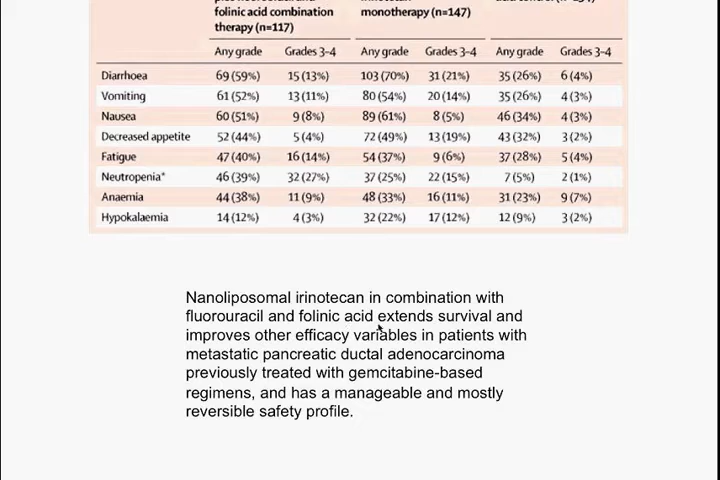 folinic acid combination monotherapy (n=147)
therapy (n=117)
Any grade Grades 3–4 Any grade Grades 3–4 Any grade Grades 3–4
Diarrhoea 69 (59%) 15 (13%) 103 (70%) 31 (21%) 35 (26%) 6 (4%)
Vomiting 61 (52%) 13 (11%) 80 (54%) 20 (14%) 35 (26%) 4 (3%)
Nausea 60 (51%) 9 (8%) 89 (61%) 8 (5%) 46 (34%) 4 (3%)
Decreased appetite 52 (44%) 5 (4%) 72 (49%) 13 (19%) 43 (32%) 3 (2%)
Fatigue 47 (40%) 16 (14%) 54 (37%) 9 (6%) 37 (28%) 5 (4%)
Neutropenia* 46 (39%) 32 (27%) 37 (25%) 22 (15%) 7 (5%) 2 (1%)
Anaemia 44 (38%) 11 (9%) 48 (33%) 16 (11%) 31 (23%) 9 (7%)
Hypokalaemia 14 (12%) 4 (3%) 32 (22%) 17 (12%) 12 (9%) 3 (2%)
Nanoliposomal irinotecan in combination with
fluorouracil and folinic acid extends survival and
improves other efficacy variables in patients with
metastatic pancreatic ductal adenocarcinoma
previously treated with gemcitabine-based
regimens, and has a manageable and mostly
reversible safety profile.